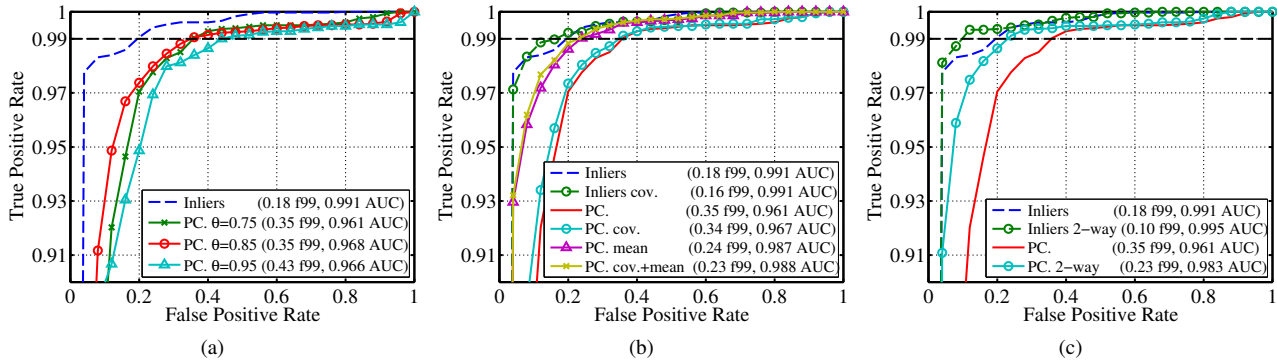 1
0.99
0.97
0.95
0.93
0.91
True Positive Rate
Inliers (0.18 f99, 0.991 AUC)
PC. θ=0.75 (0.35 f99, 0.961 AUC)
PC. θ=0.85 (0.35 f99, 0.968 AUC)
PC. θ=0.95 (0.43 f99, 0.966 AUC)
0 0.2 0.4 0.6 0.8 1
False Positive Rate
(a)
1
0.99
0.97
0.95
0.93
0.91
True Positive Rate
Inliers (0.18 f99, 0.991 AUC)
Inliers cov. (0.16 f99, 0.991 AUC)
PC. (0.35 f99, 0.961 AUC)
PC. cov. (0.34 f99, 0.967 AUC)
PC. mean (0.24 f99, 0.987 AUC)
PC. cov.+mean (0.23 f99, 0.988 AUC)
0 0.2 0.4 0.6 0.8 1
False Positive Rate
(b)
1
0.99
0.97
0.95
0.93
0.91
True Positive Rate
Inliers (0.18 f99, 0.991 AUC)
Inliers 2−way (0.10 f99, 0.995 AUC)
PC. (0.35 f99, 0.961 AUC)
PC. 2−way (0.23 f99, 0.983 AUC)
0 0.2 0.4 0.6 0.8 1
False Positive Rate
(c)